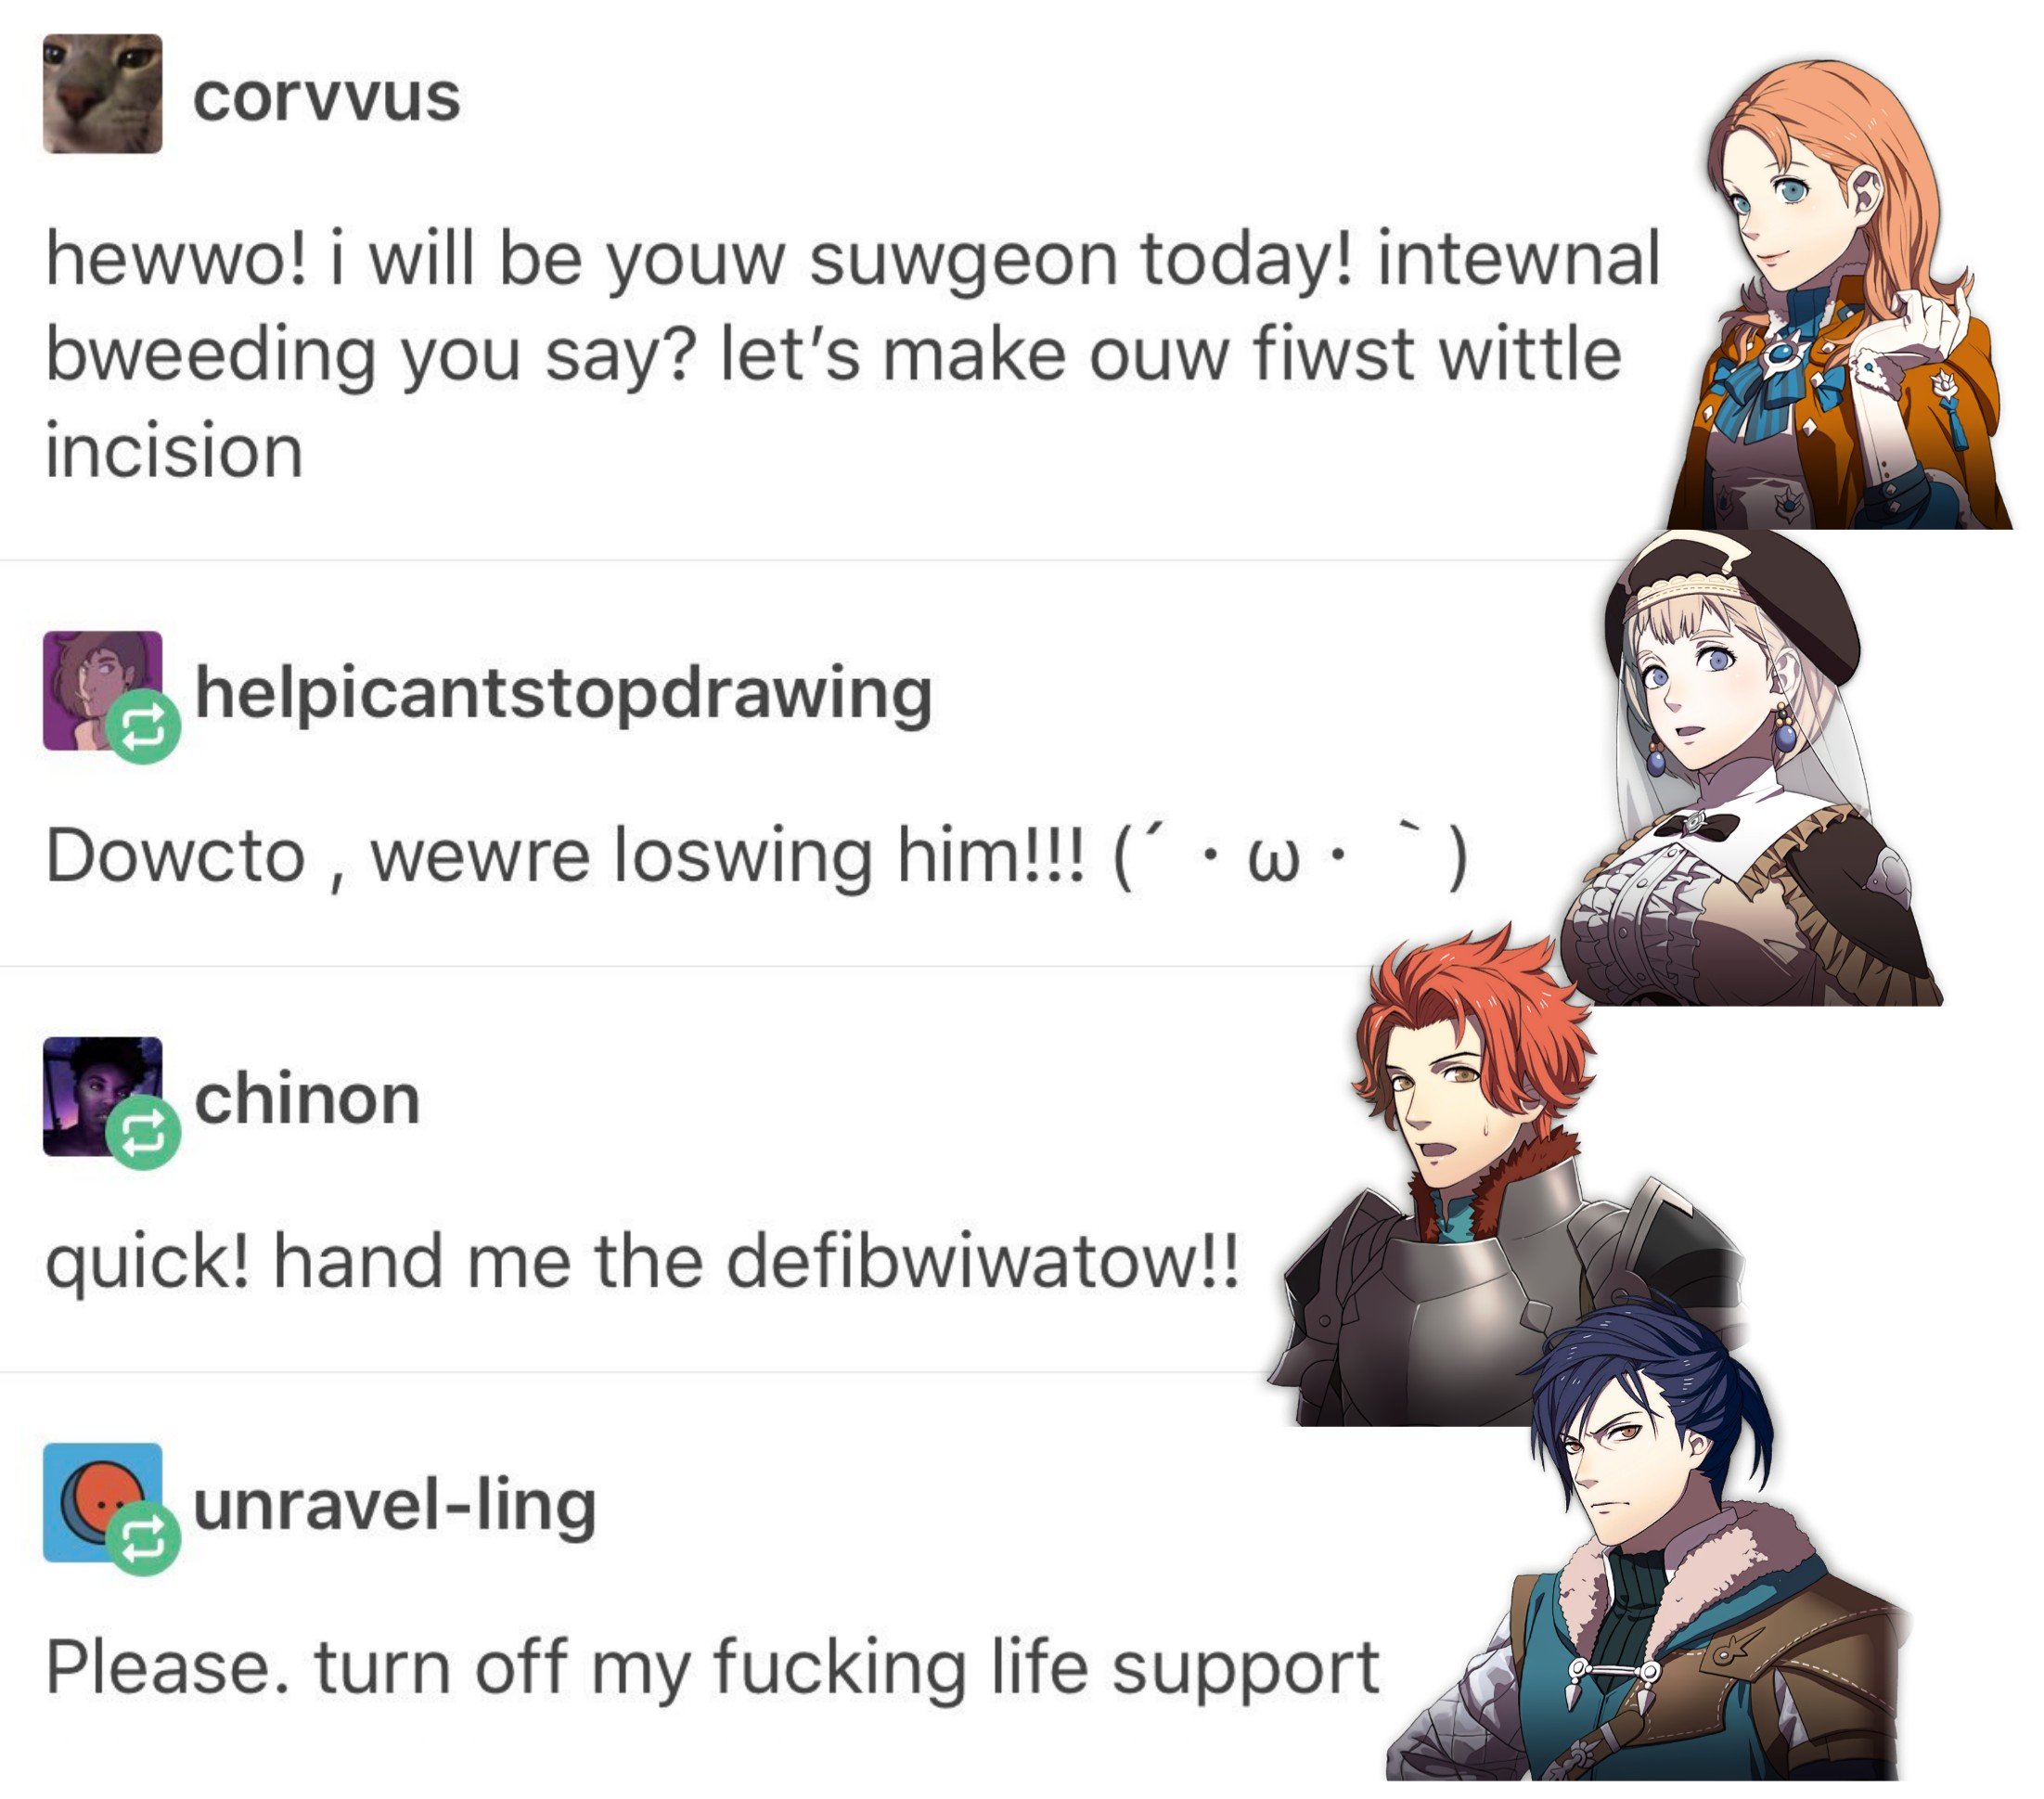 corvvus
hewwo! i will be youw suwgeon today! intewnal
bweeding you say? let’s make ouw fiwst wittle
incision
helpicantstopdrawing
Dowcto , wewre loswing him!!! (´・ω・｀)
chinon
quick! hand me the defibwiwatow!!
unravel-ling
Please. turn off my fucking life support